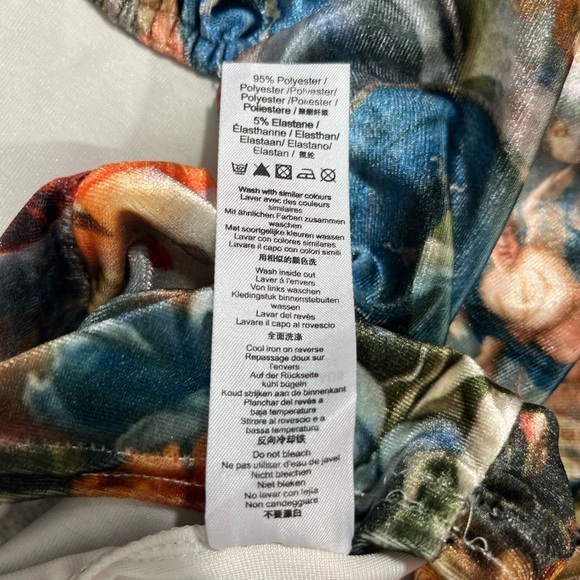 95% Polyester /
Polyester /Polyvester/
Polyester /Poliester /
Poliestere / 聚酯纤维
5% Elastane /
Élasthanne / Elasthan/
Elastaan/ Elastano/
Elastan / 氨纶
Wash with similar colours
Laver avec des couleurs
similaires
Mit ähnlichen Farben zusammen
waschen
Met soortgelijke kleuren wassen
Lavar con colores similares
Lavare il capo con colori simili
用相似的颜色洗
Wash inside out
Laver à l'envers
Von links waschen
Kledingstuk binnenstebuiten
wassen
Lavar del revés
Lavare il capo al rovescio
全面洗涤
Cool iron on reverse
Repassage doux sur
l'envers
Auf der Rückseite
kühl bügeln
Koud strijken aan de binnenkant
Planchar del revés a
baja temperatura
Stirare al rovescio e a
bassa temperatura
反向冷却铁
Do not bleach
Ne pas utiliser d'eau de javel
Nicht bleichen
Niet bleken
No lavar con lejía
Non candeggiare
不要漂白